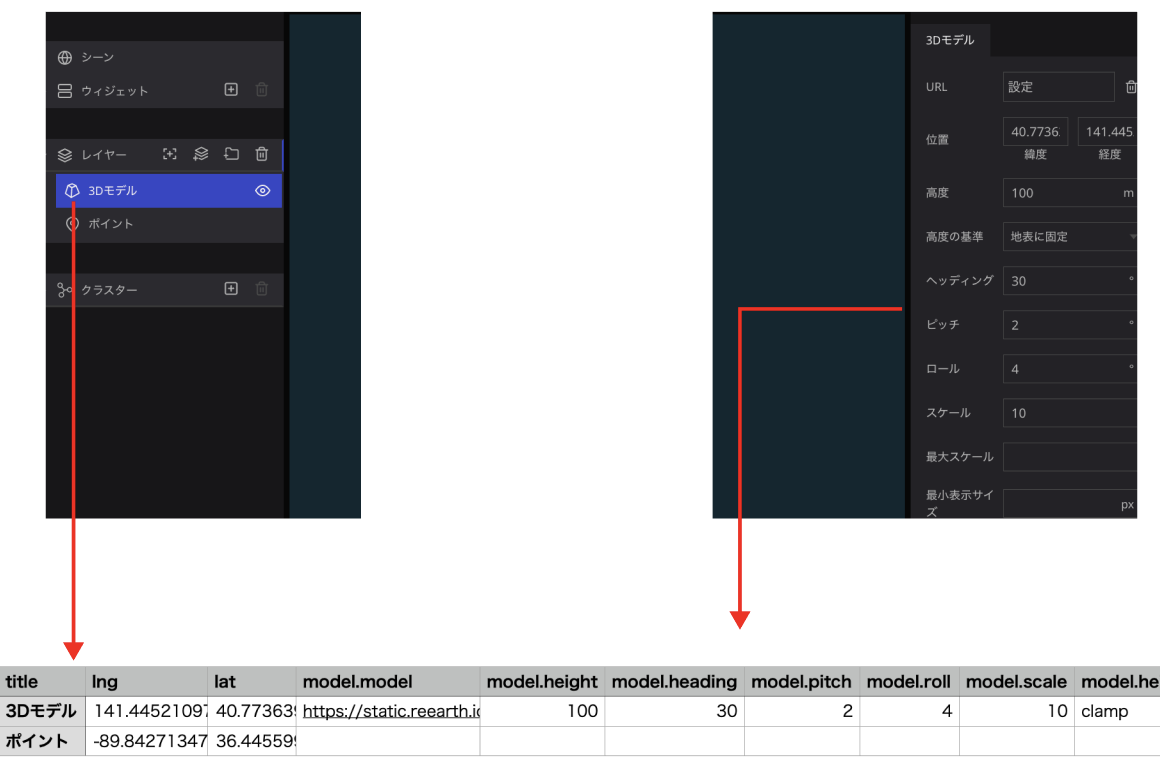 シーン
ウィジェット
レイヤー
3Dモデル
ポイント
クラスター
3Dモデル
URL 設定
位置 40.7736 141.445
緯度 経度
高度 100 m
高度の基準 地表に固定
ヘッディング 30 °
ピッチ 2 °
ロール 4 °
スケール 10
最大スケール
最小表示サイ
ズ px
title lng lat model.model model.height model.heading model.pitch model.roll model.scale model.he
3Dモデル 141.44521097 40.77363 https://static.reearth.io 100 30 2 4 10 clamp
ポイント -89.84271347 36.44559